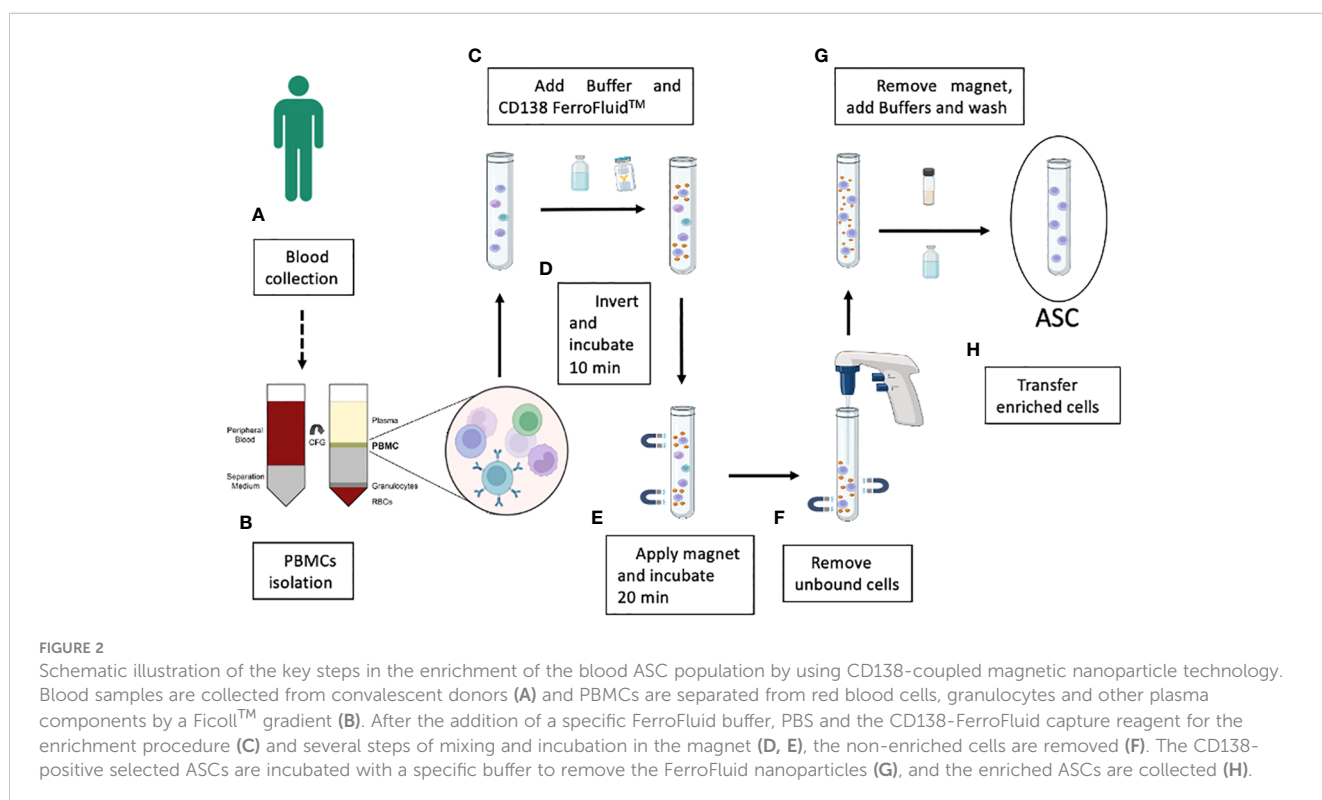 A
Blood
collection
Peripheral
Blood
Separation
Medium
CFG
Plasma
PBMC
Granulocytes
RBCs
B
PBMCs
isolation
C
Add Buffer and
CD138 FerroFluid™
D
Invert
and
incubate
10 min
E
Apply magnet
and incubate
20 min
F
Remove
unbound cells
G
Remove magnet,
add Buffers and wash
ASC
H
Transfer
enriched cells
FIGURE 2
Schematic illustration of the key steps in the enrichment of the blood ASC population by using CD138-coupled magnetic nanoparticle technology.
Blood samples are collected from convalescent donors (A) and PBMCs are separated from red blood cells, granulocytes and other plasma
components by a Ficoll™ gradient (B). After the addition of a specific FerroFluid buffer, PBS and the CD138-FerroFluid capture reagent for the
enrichment procedure (C) and several steps of mixing and incubation in the magnet (D, E), the non-enriched cells are removed (F). The CD138-
positive selected ASCs are incubated with a specific buffer to remove the FerroFluid nanoparticles (G), and the enriched ASCs are collected (H).